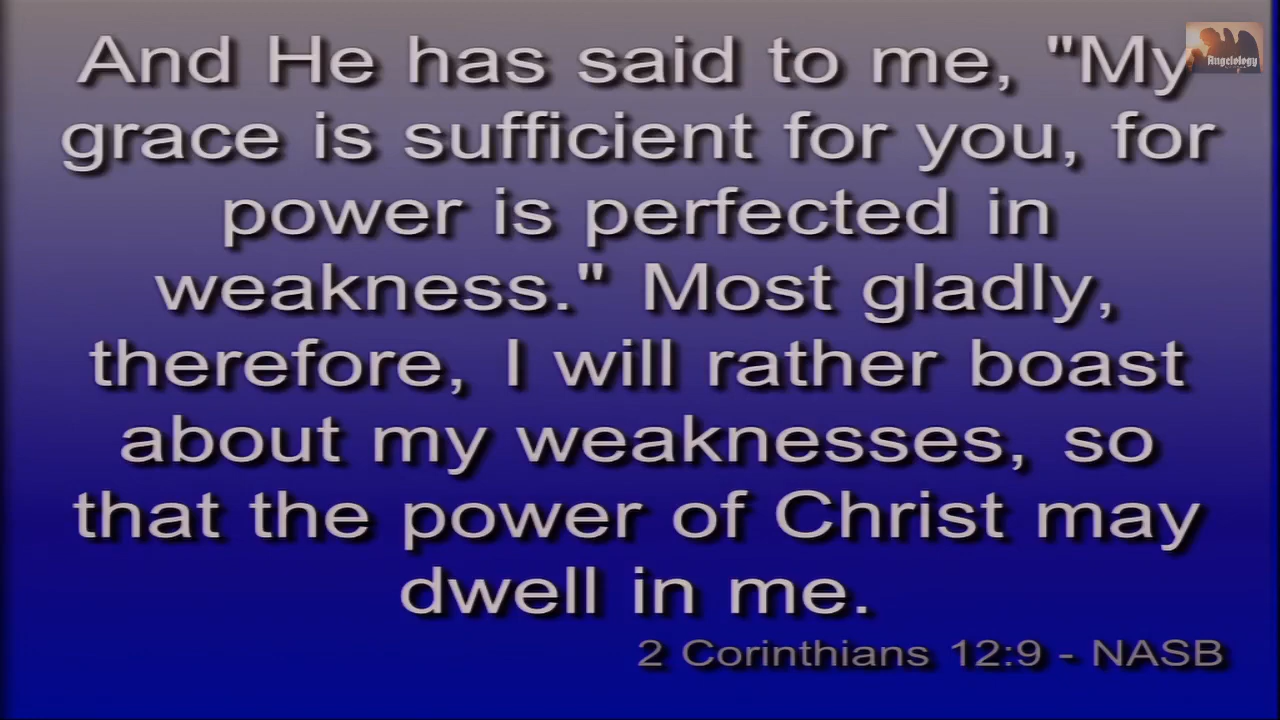 And He has said to me, "My
grace is sufficient for you, for
power is perfected in
weakness." Most gladly,
therefore, I will rather boast
about my weaknesses, so
that the power of Christ may
dwell in me.
2 Corinthians 12:9 - NASB
Angelology